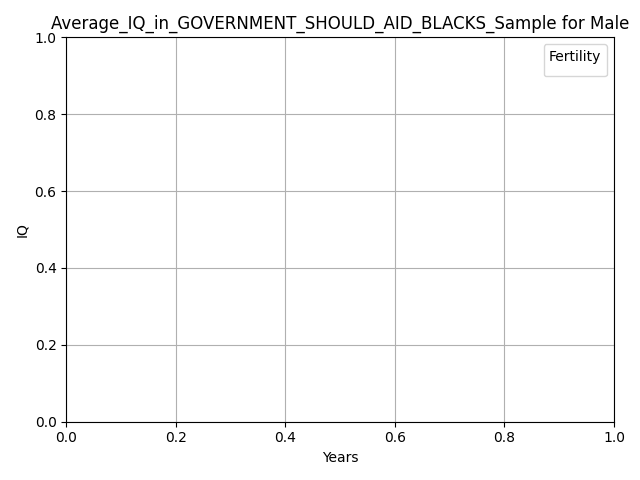 Average_IQ_in_GOVERNMENT_SHOULD_AID_BLACKS_Sample for Male
Fertility
1.0
0.8
0.6
0.4
0.2
0.0
IQ
0.0 0.2 0.4 0.6 0.8 1.0
Years